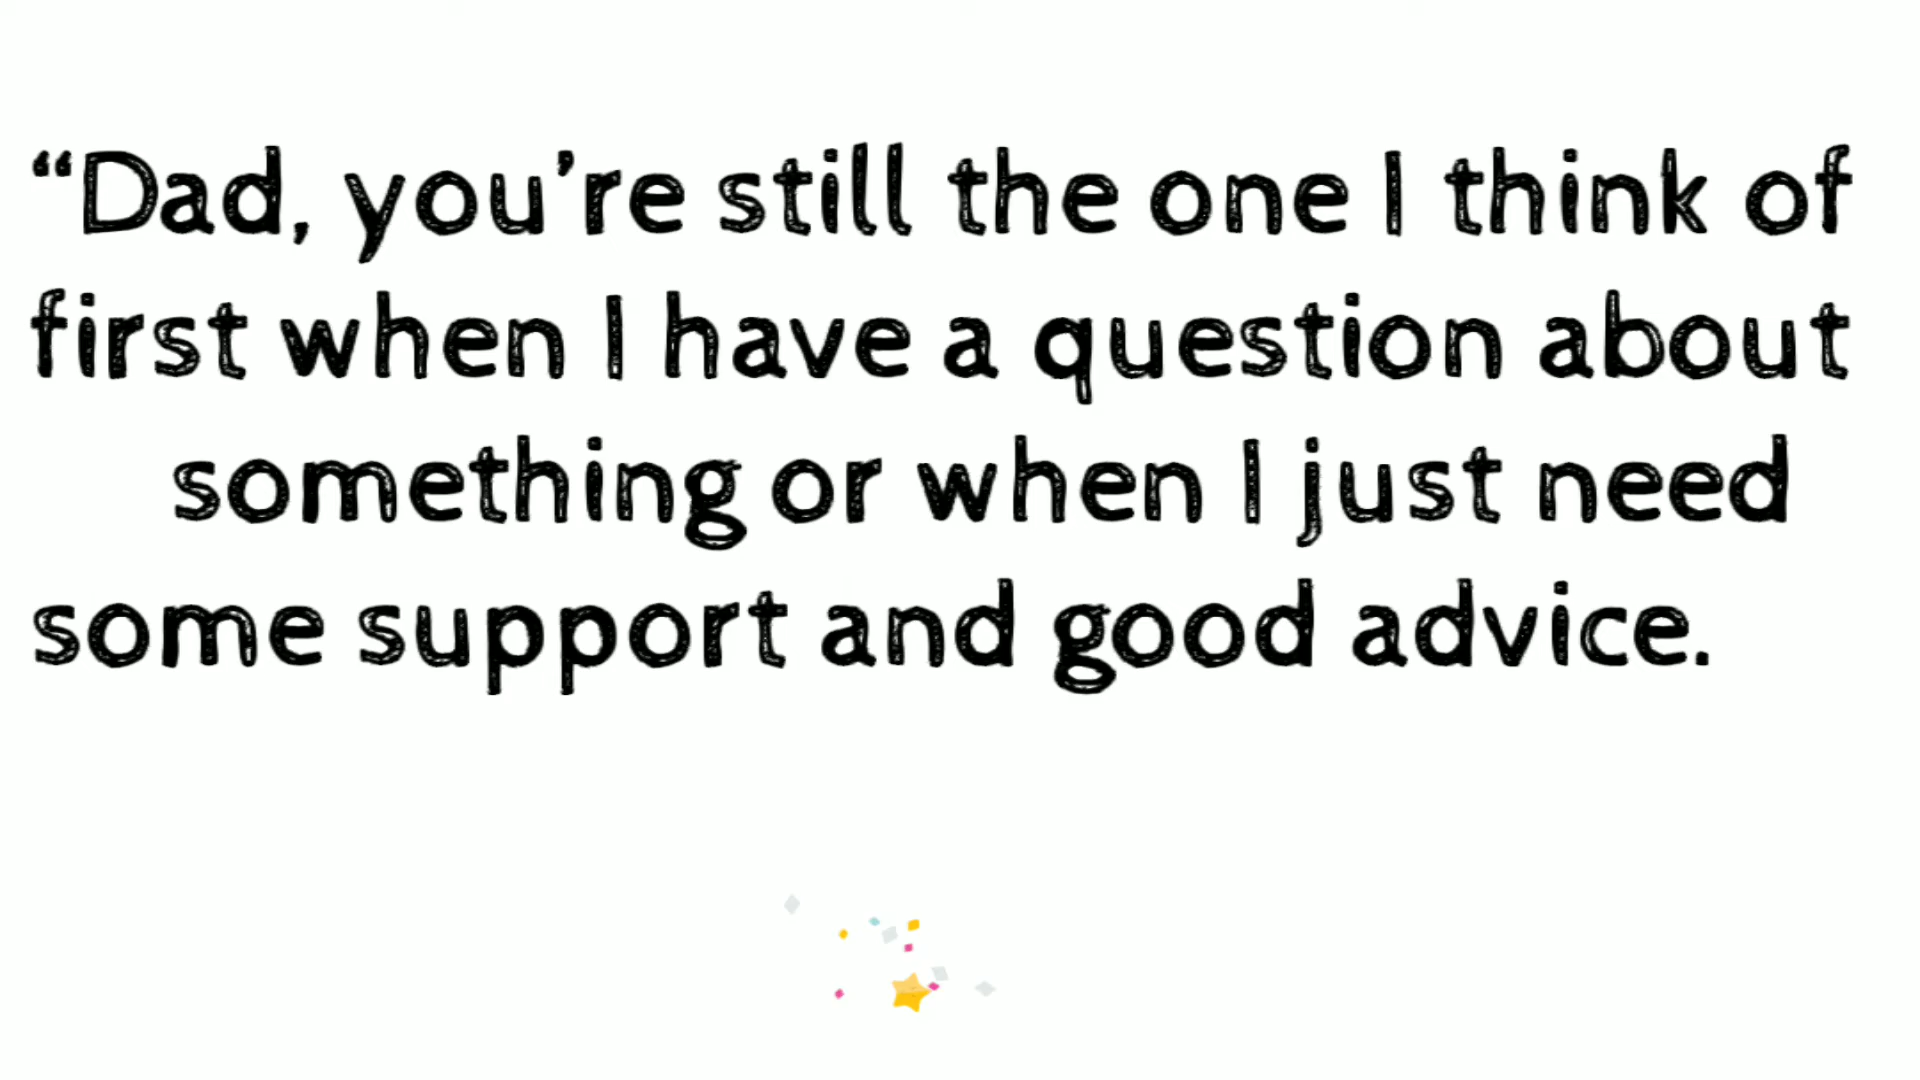 “Dad, you’re still the one I think of
first when I have a question about
something or when I just need
some support and good advice.